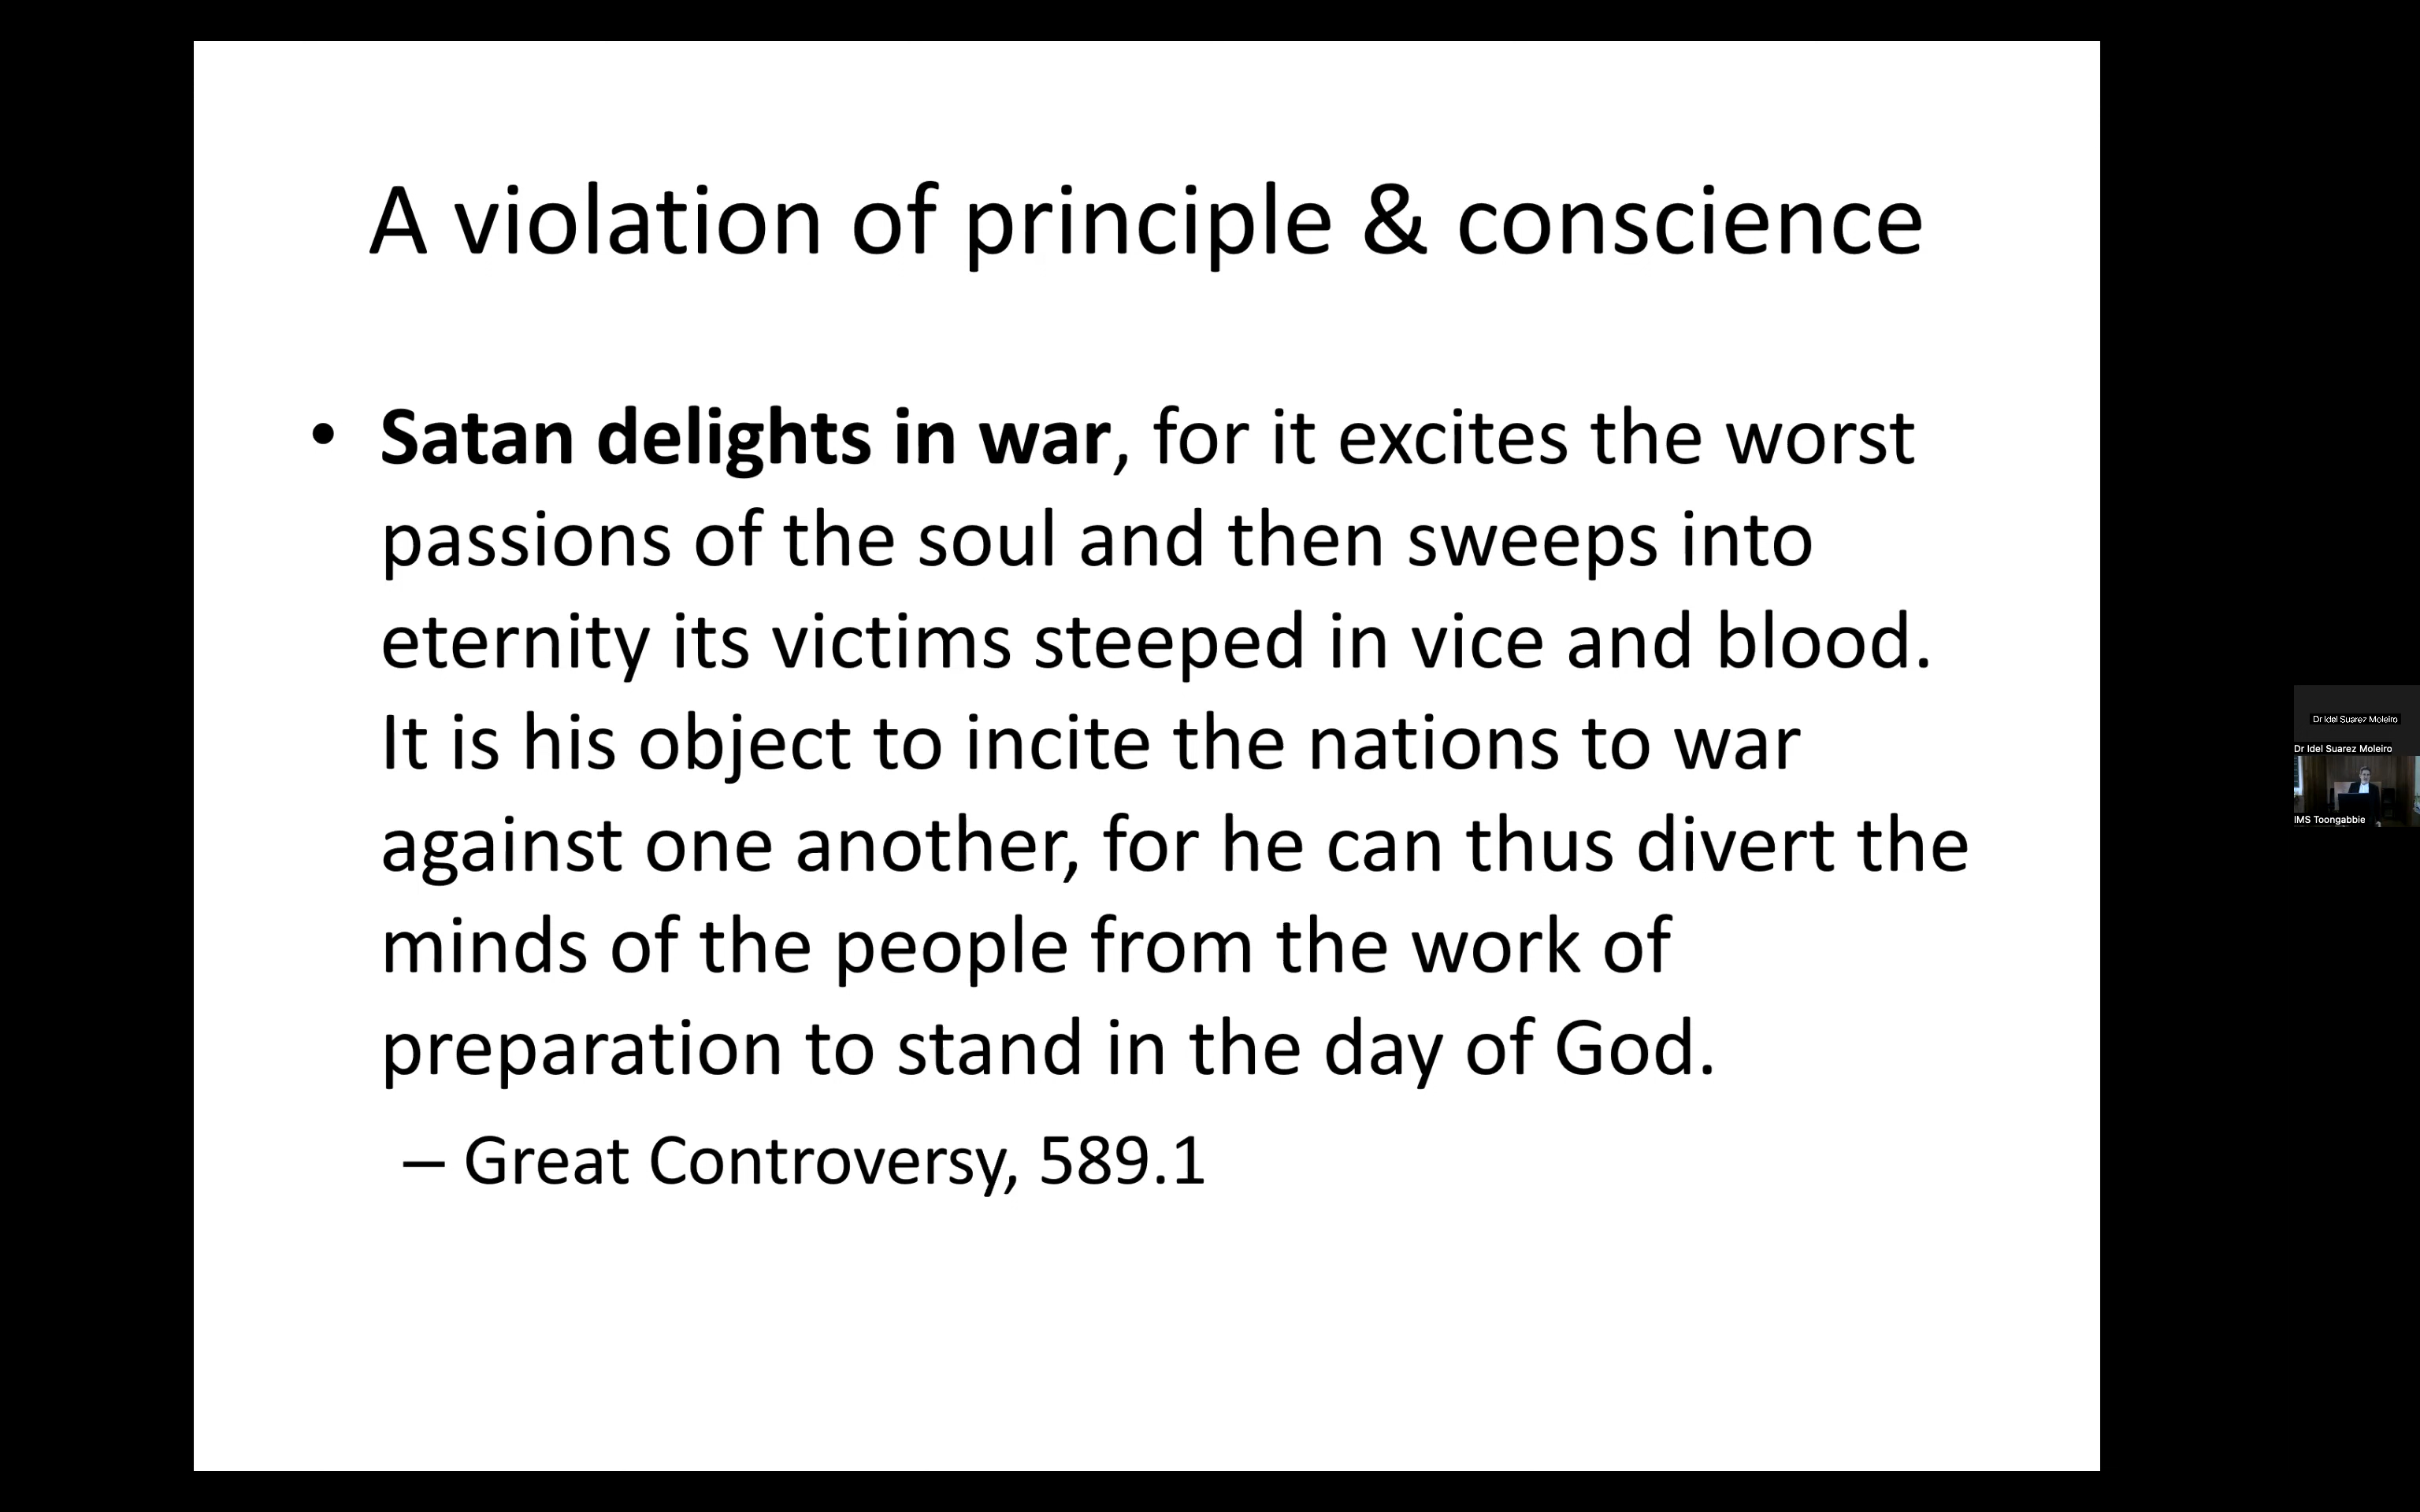 A violation of principle & conscience
• Satan delights in war, for it excites the worst
passions of the soul and then sweeps into
eternity its victims steeped in vice and blood.
It is his object to incite the nations to war
against one another, for he can thus divert the
minds of the people from the work of
preparation to stand in the day of God.
– Great Controversy, 589.1
Dr Idel Suarez Moleiro
Dr Idel Suarez Moleiro
IMS Toongabbie